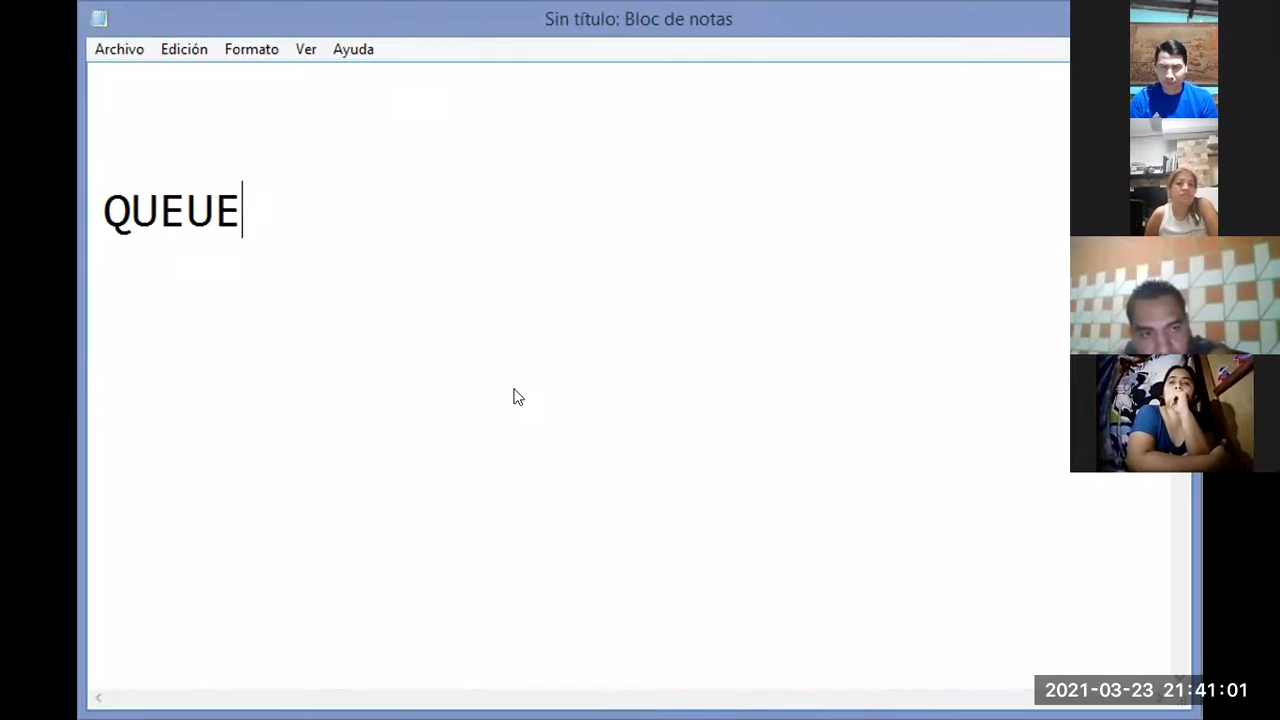 Sin título: Bloc de notas
Archivo Edición Formato Ver Ayuda
QUEUE
2021-03-23 21:41:01